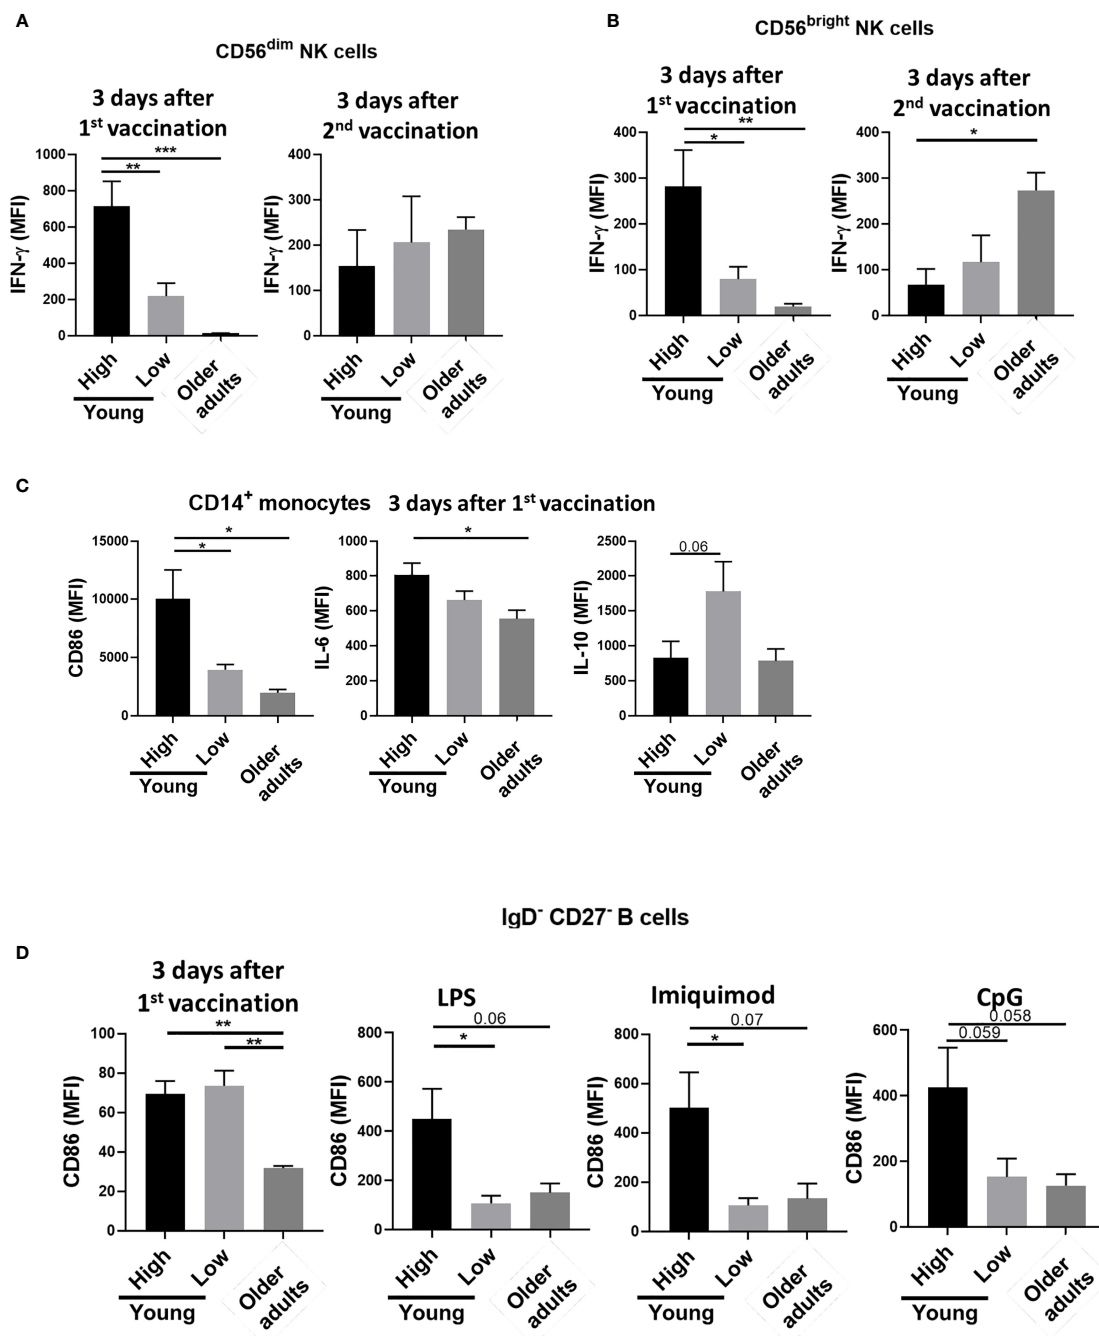 A
CD56dim NK cells
3 days after
1st vaccination
***
**
1000
800
600
400
200
0
IFN-γ (MFI)
High
Low
Older
adults
Young
3 days after
2nd vaccination
400
300
200
100
0
IFN-γ (MFI)
High
Low
Older
adults
Young
B
CD56bright NK cells
3 days after
1st vaccination
**
*
400
300
200
100
0
IFN-γ (MFI)
High
Low
Older
adults
Young
3 days after
2nd vaccination
*
400
300
200
100
0
IFN-γ (MFI)
High
Low
Older
adults
Young
C
CD14+ monocytes 3 days after 1st vaccination
*
*
15000
10000
5000
0
CD86 (MFI)
High
Low
Older
adults
Young
*
1000
800
600
400
200
0
IL-6 (MFI)
High
Low
Older
adults
Young
0.06
2500
2000
1500
1000
500
0
IL-10 (MFI)
High
Low
Older
adults
Young
IgD- CD27- B cells
D
3 days after
1st vaccination
**
**
100
80
60
40
20
0
CD86 (MFI)
High
Low
Older
adults
Young
LPS
0.06
*
800
600
400
200
0
CD86 (MFI)
High
Low
Older
adults
Young
Imiquimod
0.07
*
800
600
400
200
0
CD86 (MFI)
High
Low
Older
adults
Young
CpG
0.058
0.059
600
400
200
0
CD86 (MFI)
High
Low
Older
adults
Young